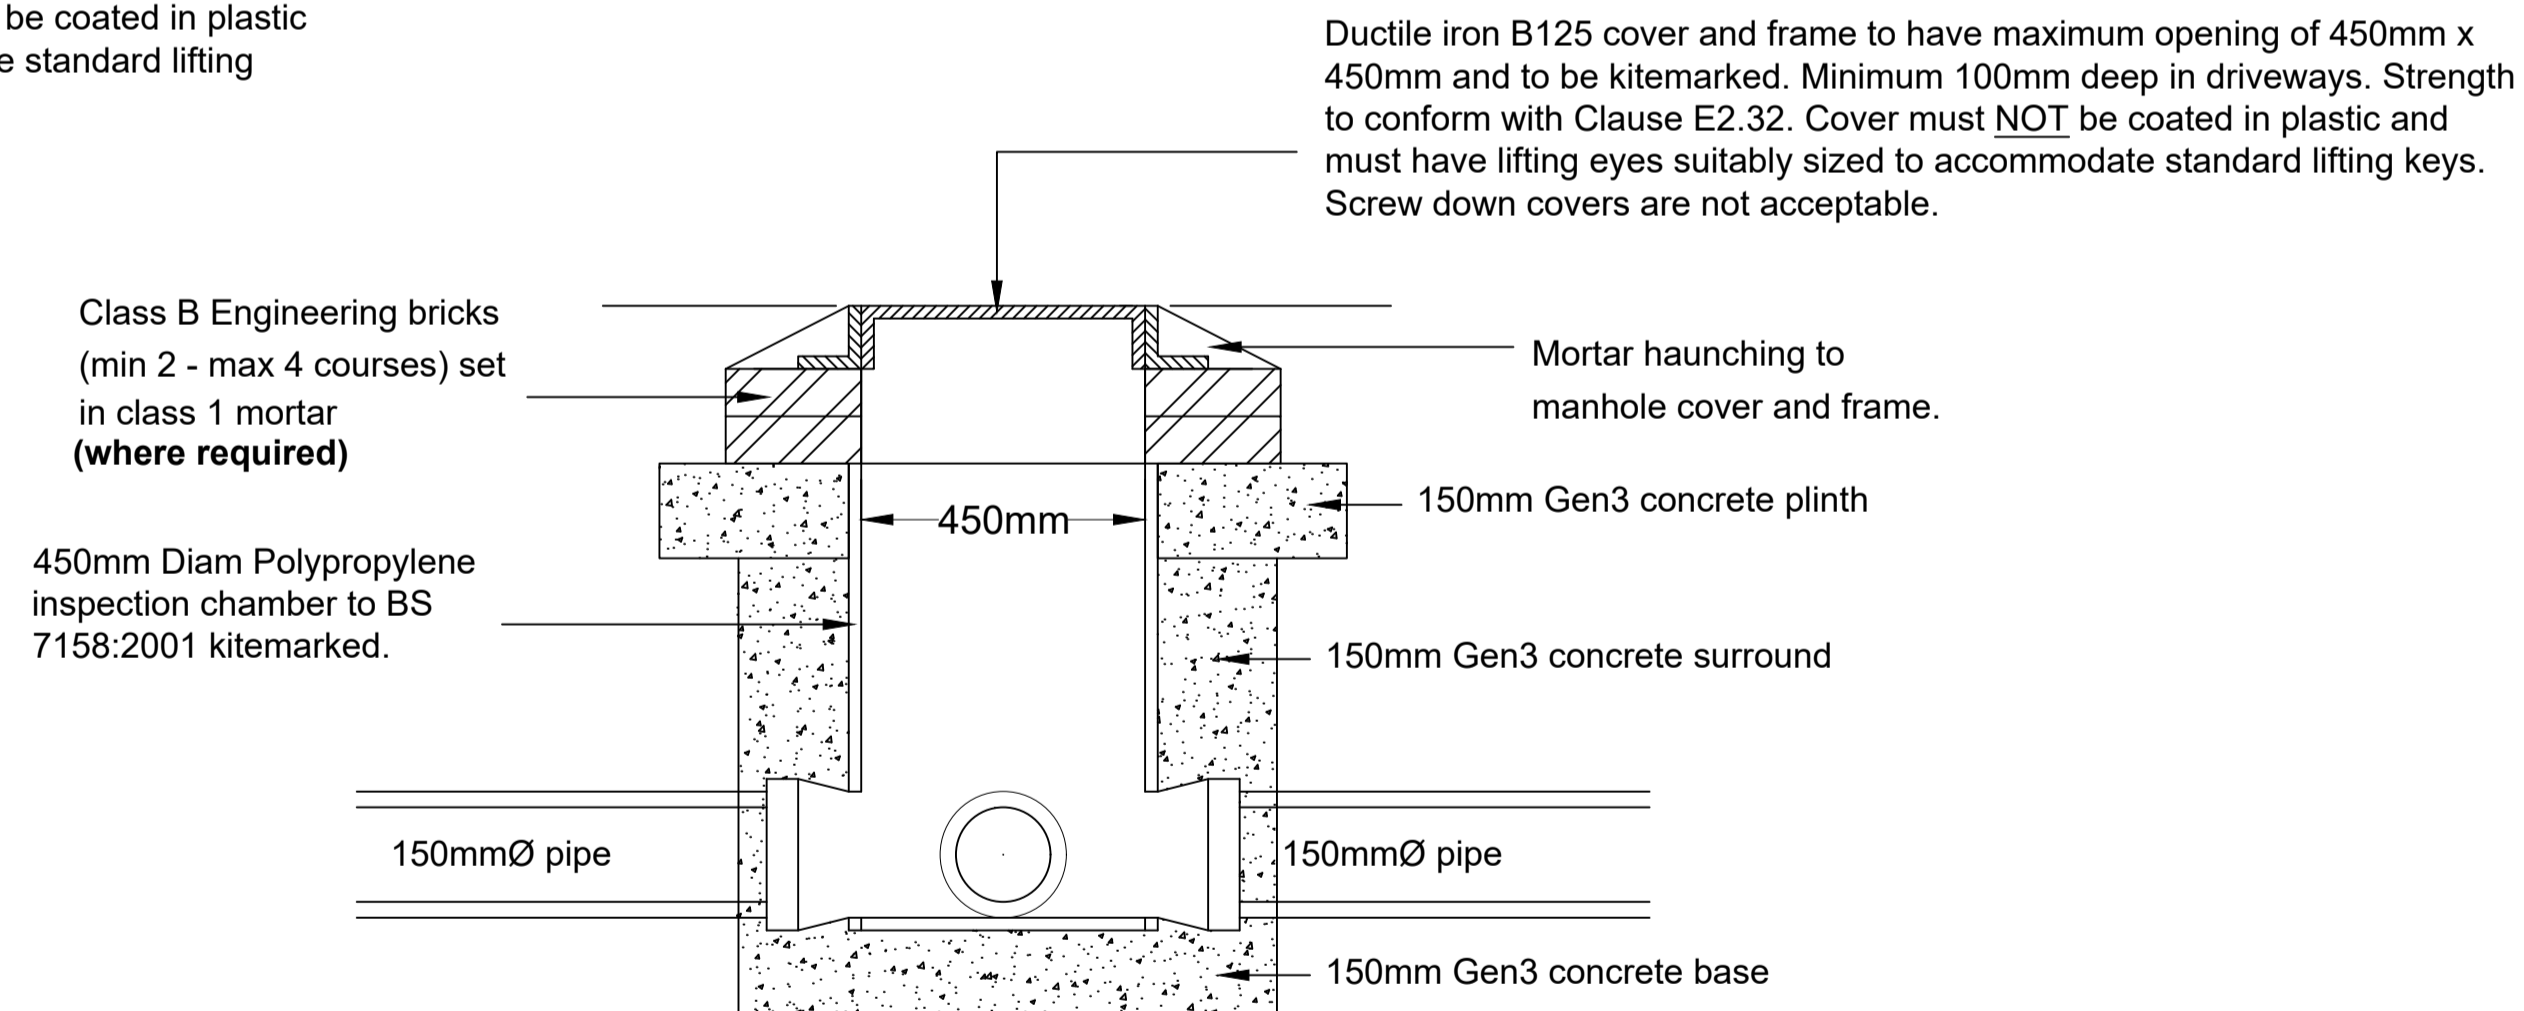 be coated in plastic
e standard lifting
Ductile iron B125 cover and frame to have maximum opening of 450mm x
450mm and to be kitemarked. Minimum 100mm deep in driveways. Strength
to conform with Clause E2.32. Cover must NOT be coated in plastic and
must have lifting eyes suitably sized to accommodate standard lifting keys.
Screw down covers are not acceptable.
Class B Engineering bricks
(min 2 - max 4 courses) set
in class 1 mortar
(where required)
Mortar haunching to
manhole cover and frame.
150mm Gen3 concrete plinth
450mm
450mm Diam Polypropylene
inspection chamber to BS
7158:2001 kitemarked.
150mm Gen3 concrete surround
150mmØ pipe
150mmØ pipe
150mm Gen3 concrete base